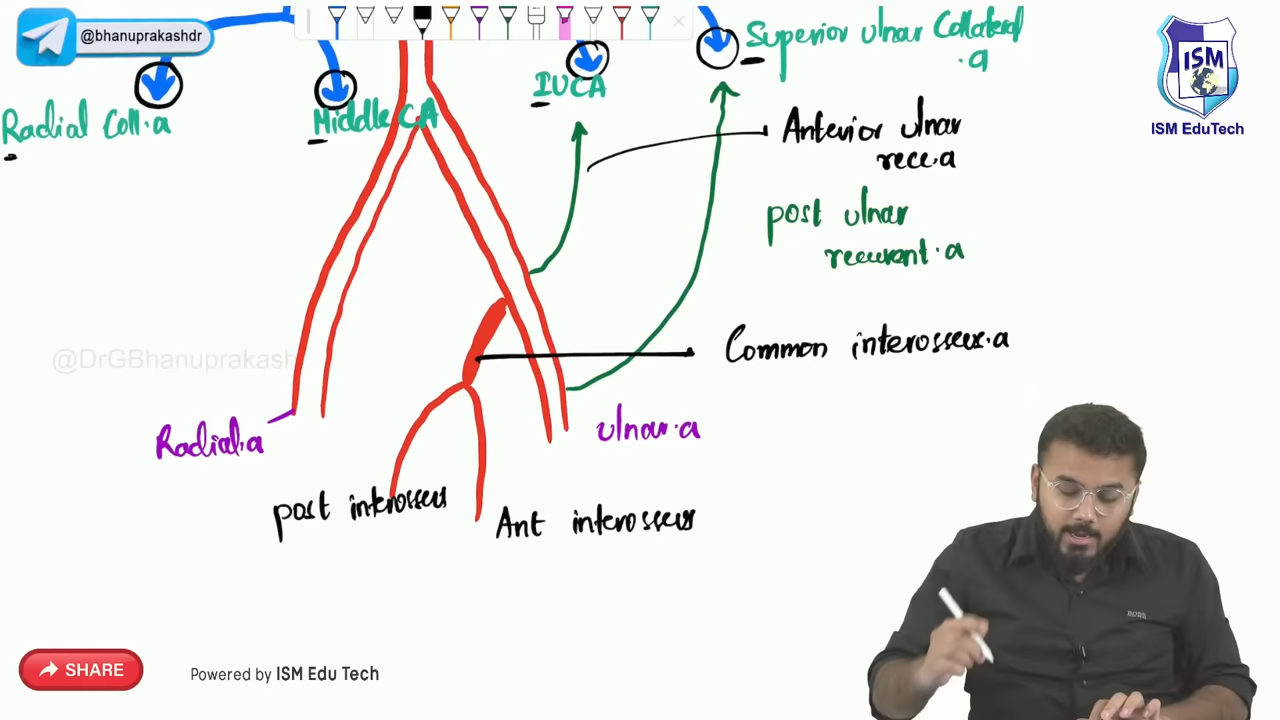 @bhanuprakashdr
Superior ulnar Collateral
.a
ISM
ISM EduTech
IUCA
Radial Coll.a
Middle CA
Anterior ulnar
recc.a
post ulnar
recurrent.a
@DrGBhanuprakash
Common interosseus.a
Radial.a
ulnar.a
post interosseus
Ant interosseus
BOSS
SHARE
Powered by ISM Edu Tech